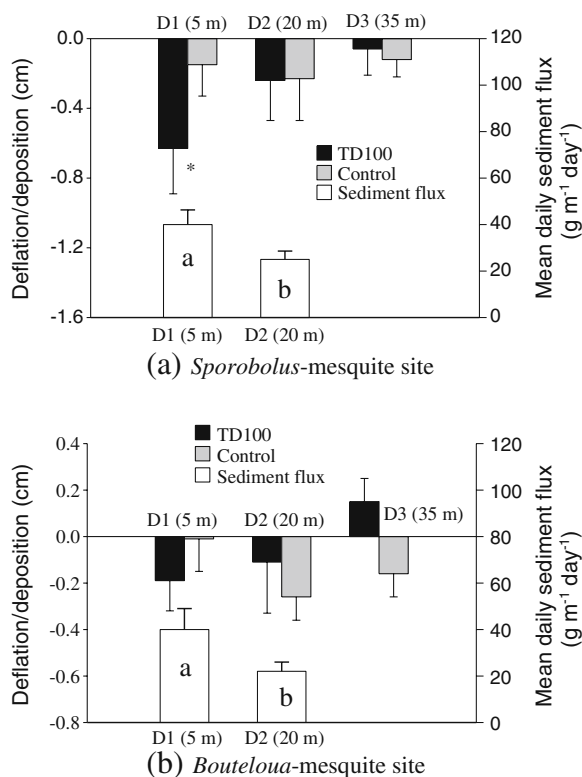 D1 (5 m) D2 (20 m) D3 (35 m)
0.0
-0.4
-0.8
-1.2
-1.6
Deflation/deposition (cm)
120
100
80
60
40
20
0
Mean daily sediment flux
(g m-1 day-1)
TD100
Control
Sediment flux
*
a
b
D1 (5 m) D2 (20 m)
(a) Sporobolus-mesquite site
0.4
0.2
0.0
-0.2
-0.4
-0.6
-0.8
Deflation/deposition (cm)
120
100
80
60
40
20
0
Mean daily sediment flux
(g m-1 day-1)
TD100
Control
Sediment flux
D1 (5 m) D2 (20 m) D3 (35 m)
a
b
D1 (5 m) D2 (20 m)
(b) Bouteloua-mesquite site